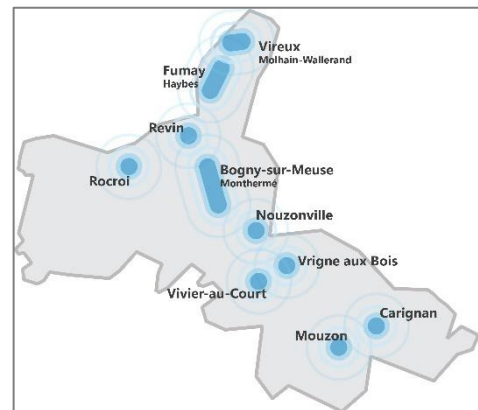 Vireux
Molhain-Wallerand
Fumay
Haybes
Revin
Rocroi
Bogny-sur-Meuse
Monthermé
Nouzonville
Vrigne aux Bois
Vivier-au-Court
Carignan
Mouzon